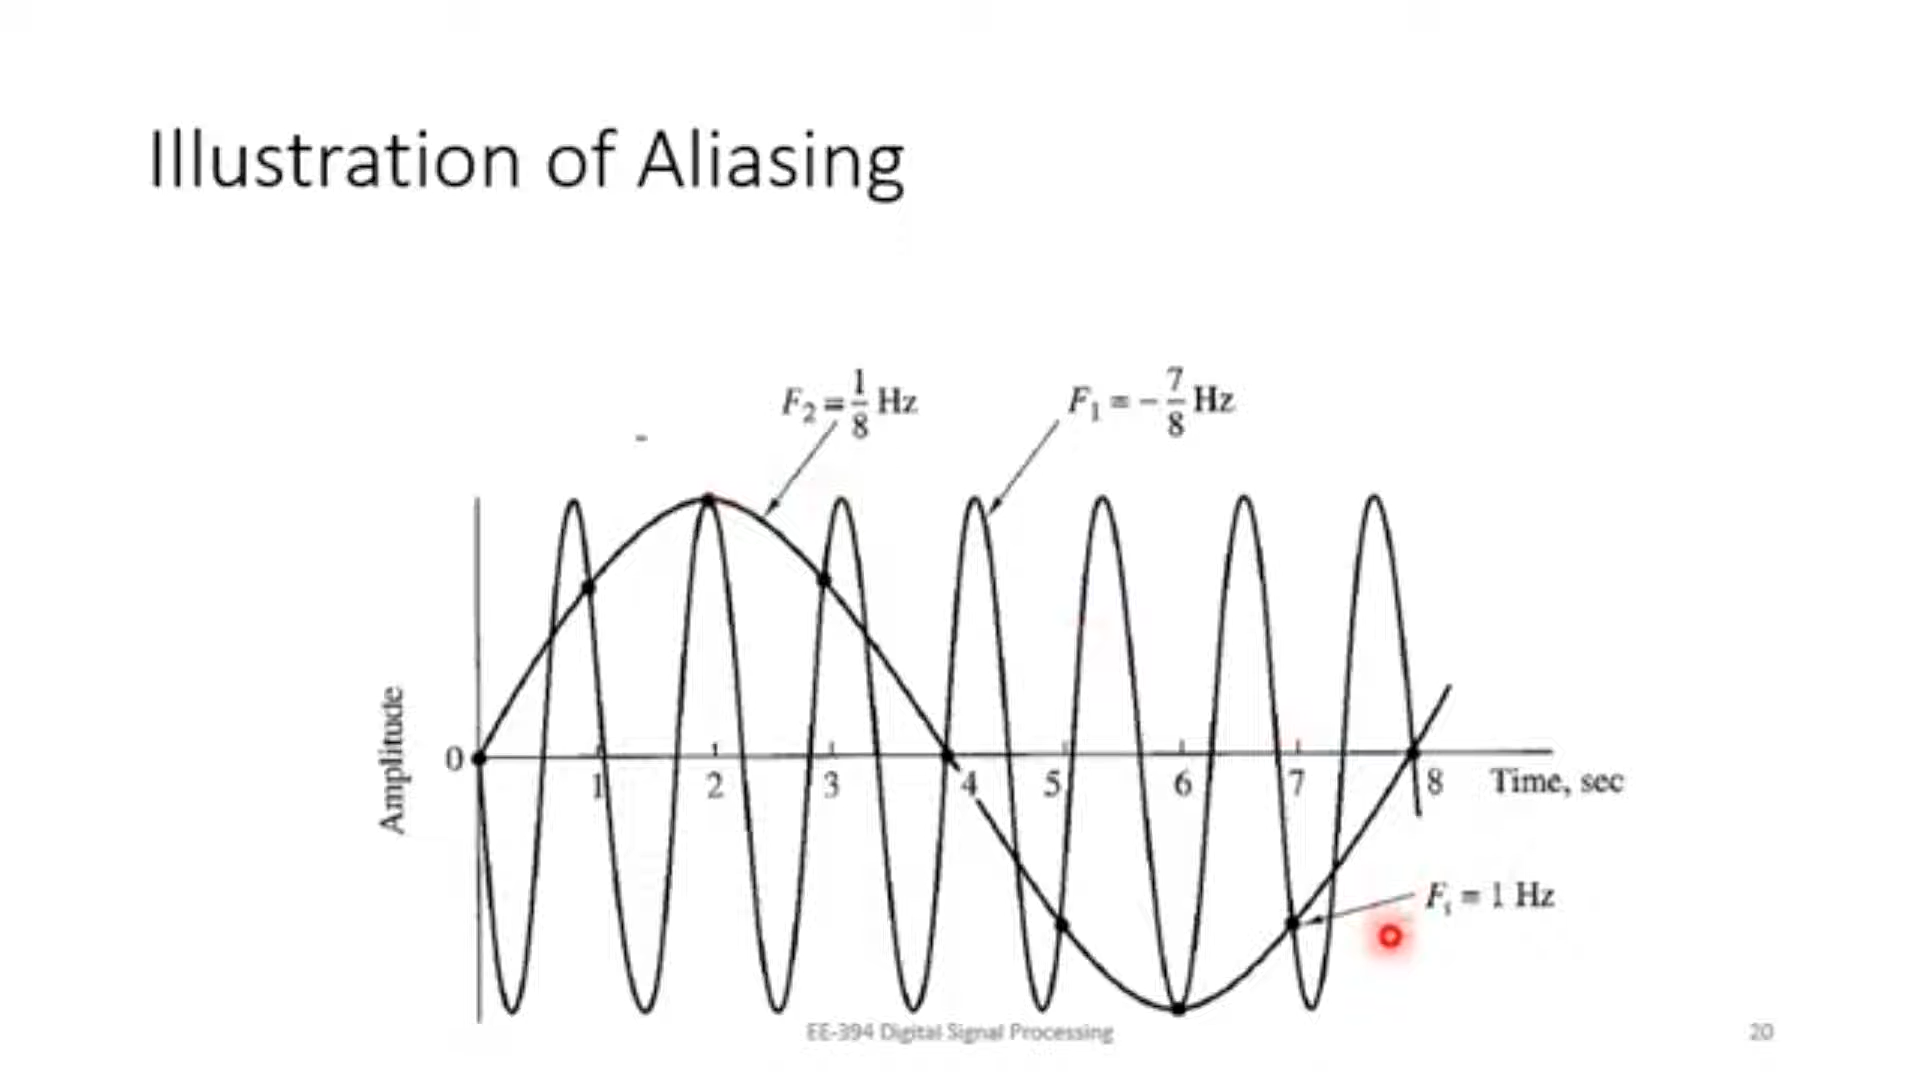 Illustration of Aliasing
F₂ = 1/8 Hz
F₁ = - 7/8 Hz
Amplitude
0
1 2 3 4 5 6 7 8 Time, sec
Fₛ = 1 Hz
EE-394 Digital Signal Processing
20